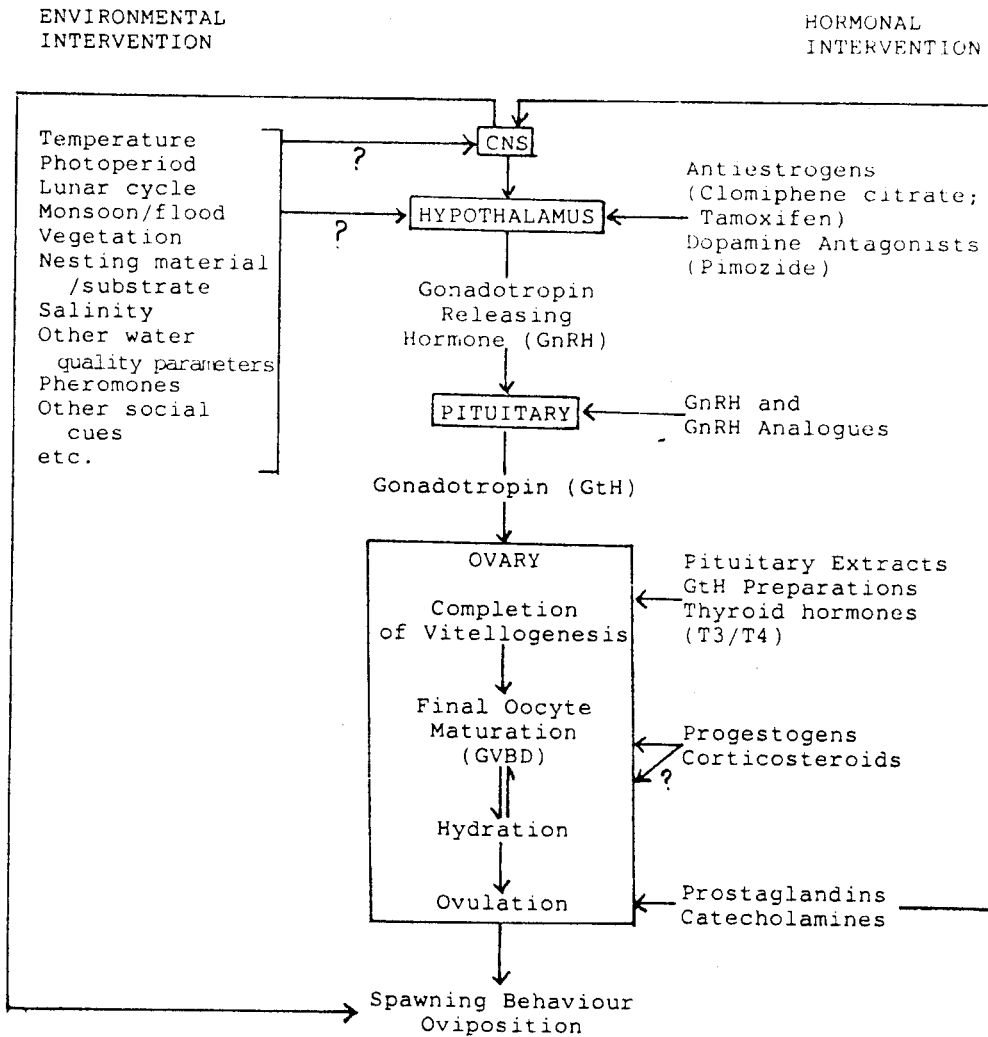 ENVIRONMENTAL
INTERVENTION
HORMONAL
INTERVENTION
CNS
Temperature
Photoperiod
Lunar cycle
Monsoon/flood
Vegetation
Nesting material
/substrate
Salinity
Other water
quality parameters
Pheromones
Other social
cues
etc.
?
?
HYPOTHALAMUS
Antiestrogens
(Clomiphene citrate;
Tamoxifen)
Dopamine Antagonists
(Pimozide)
Gonadotropin
Releasing
Hormone (GnRH)
PITUITARY
GnRH and
GnRH Analogues
Gonadotropin (GtH)
OVARY
Completion
of Vitellogenesis
Pituitary Extracts
GtH Preparations
Thyroid hormones
(T3/T4)
Final Oocyte
Maturation
(GVBD)
Progestogens
Corticosteroids
?
Hydration
Ovulation
Prostaglandins
Catecholamines
Spawning Behaviour
Oviposition